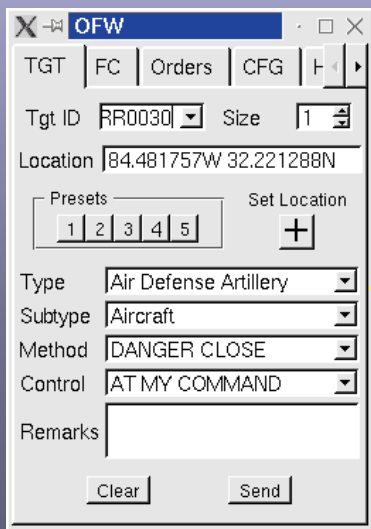 OFW
TGT FC Orders CFG H
Tgt ID RR0030 Size 1
Location 84.481757W 32.221288N
Presets Set Location
1 2 3 4 5
Type Air Defense Artillery
Subtype Aircraft
Method DANGER CLOSE
Control AT MY COMMAND
Remarks
Clear Send